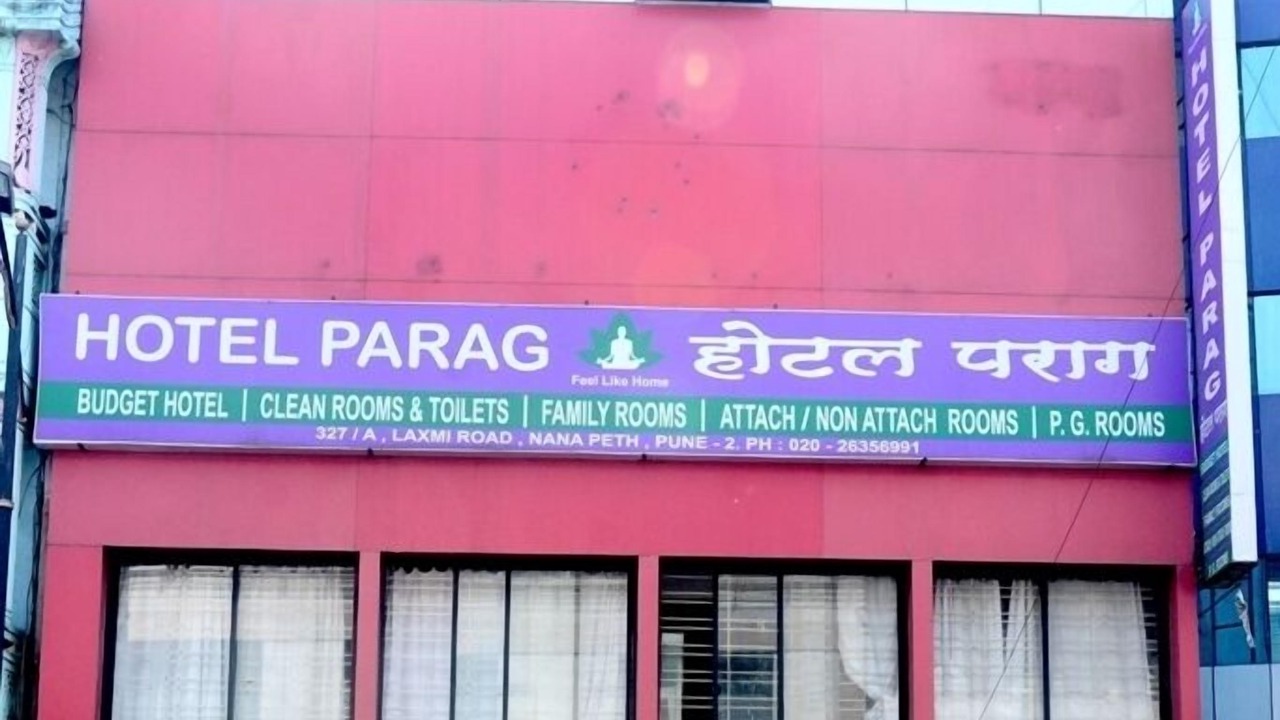 HOTEL PARAG
Feel Like Home
होटल पराग
BUDGET HOTEL | CLEAN ROOMS & TOILETS | FAMILY ROOMS | ATTACH / NON ATTACH ROOMS | P. G. ROOMS
327 / A , LAXMI ROAD , NANA PETH , PUNE - 2. PH : 020 - 26356991
HOTEL PARAG